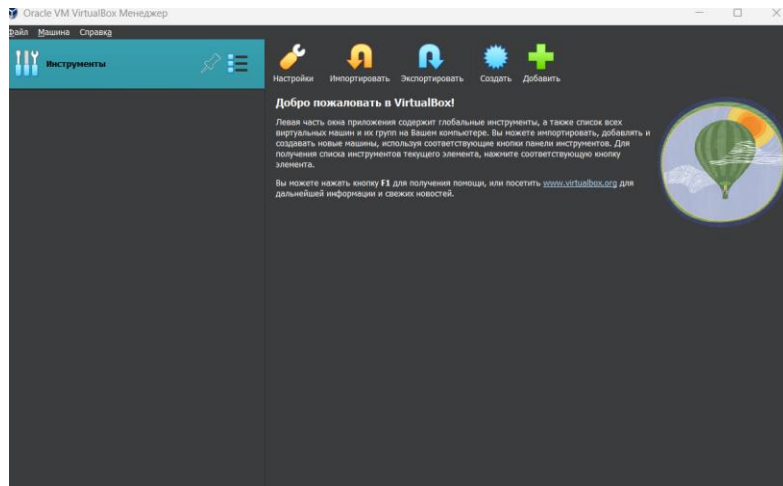 Oracle VM VirtualBox Менеджер
Файл Машина Справка
Инструменты
Настройки Импортировать Экспортировать Создать Добавить
Добро пожаловать в VirtualBox!
Левая часть окна приложения содержит глобальные инструменты, а также список всех
виртуальных машин и их групп на Вашем компьютере. Вы можете импортировать, добавлять и
создавать новые машины, используя соответствующие кнопки панели инструментов. Для
получения списка инструментов текущего элемента, нажмите соответствующую кнопку
элемента.
Вы можете нажать кнопку F1 для получения помощи, или посетить www.virtualbox.org для
дальнейшей информации и свежих новостей.